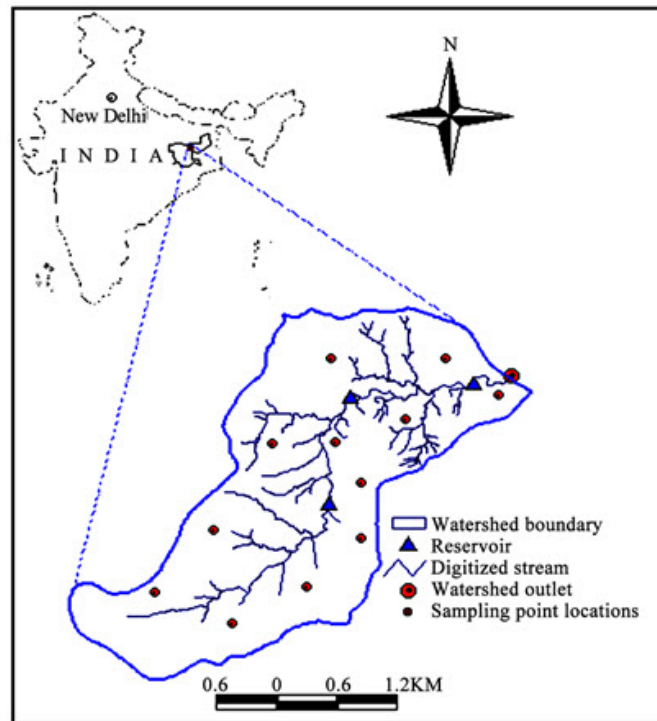 N
New Delhi
INDIA
Watershed boundary
Reservoir
Digitized stream
Watershed outlet
Sampling point locations
0.6 0 0.6 1.2KM